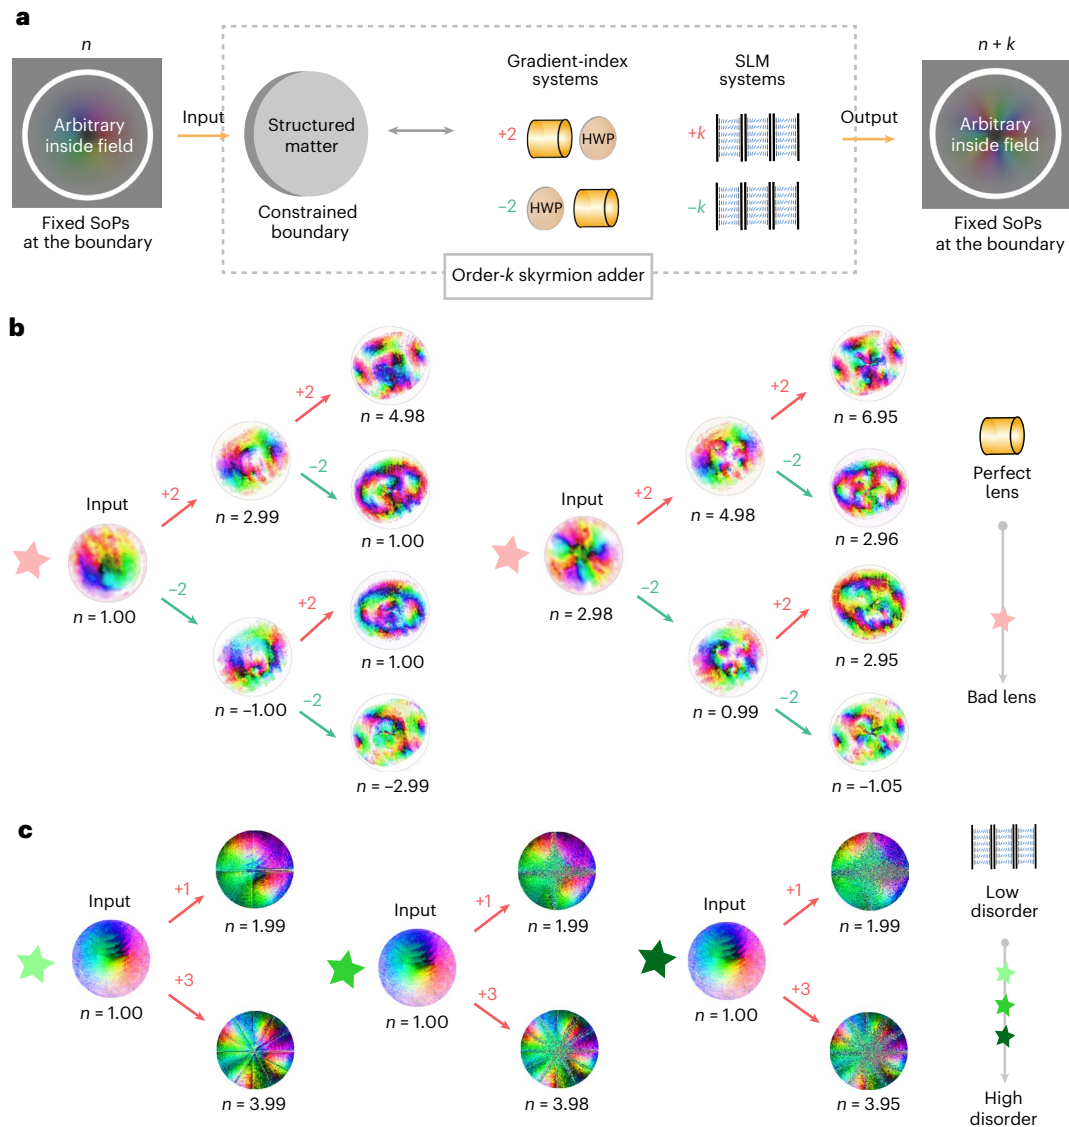 a
n
Arbitrary
inside field
Fixed SoPs
at the boundary
Input
Structured
matter
Constrained
boundary
Gradient-index
systems
+2
HWP
−2
HWP
SLM
systems
+k
−k
Order-k skyrmion adder
Output
n + k
Arbitrary
inside field
Fixed SoPs
at the boundary
b
Input
n = 1.00
+2
n = 2.99
+2
n = 4.98
−2
n = 1.00
−2
n = −1.00
+2
n = 1.00
−2
n = −2.99
Input
n = 2.98
+2
n = 4.98
+2
n = 6.95
−2
n = 2.96
−2
n = 0.99
+2
n = 2.95
−2
n = −1.05
Perfect
lens
Bad lens
c
Input
n = 1.00
+1
n = 1.99
+3
n = 3.99
Input
n = 1.00
+1
n = 1.99
+3
n = 3.98
Input
n = 1.00
+1
n = 1.99
+3
n = 3.95
Low
disorder
High
disorder